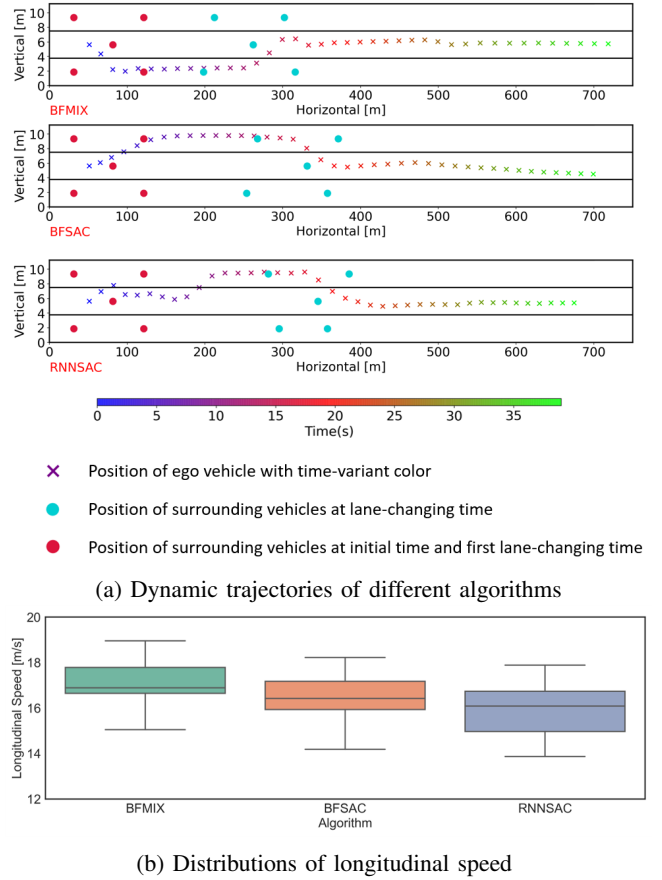 Vertical [m]
10
8
6
4
2
0
0 100 200 300 400 500 600 700
BFMIX
Horizontal [m]
Vertical [m]
10
8
6
4
2
0
0 100 200 300 400 500 600 700
BFSAC
Horizontal [m]
Vertical [m]
10
8
6
4
2
0
0 100 200 300 400 500 600 700
RNNSAC
Horizontal [m]
0 5 10 15 20 25 30 35
Time(s)
Position of ego vehicle with time-variant color
Position of surrounding vehicles at lane-changing time
Position of surrounding vehicles at initial time and first lane-changing time
(a) Dynamic trajectories of different algorithms
Longitudinal Speed [m/s]
20
18
16
14
12
BFMIX BFSAC RNNSAC
Algorithm
(b) Distributions of longitudinal speed